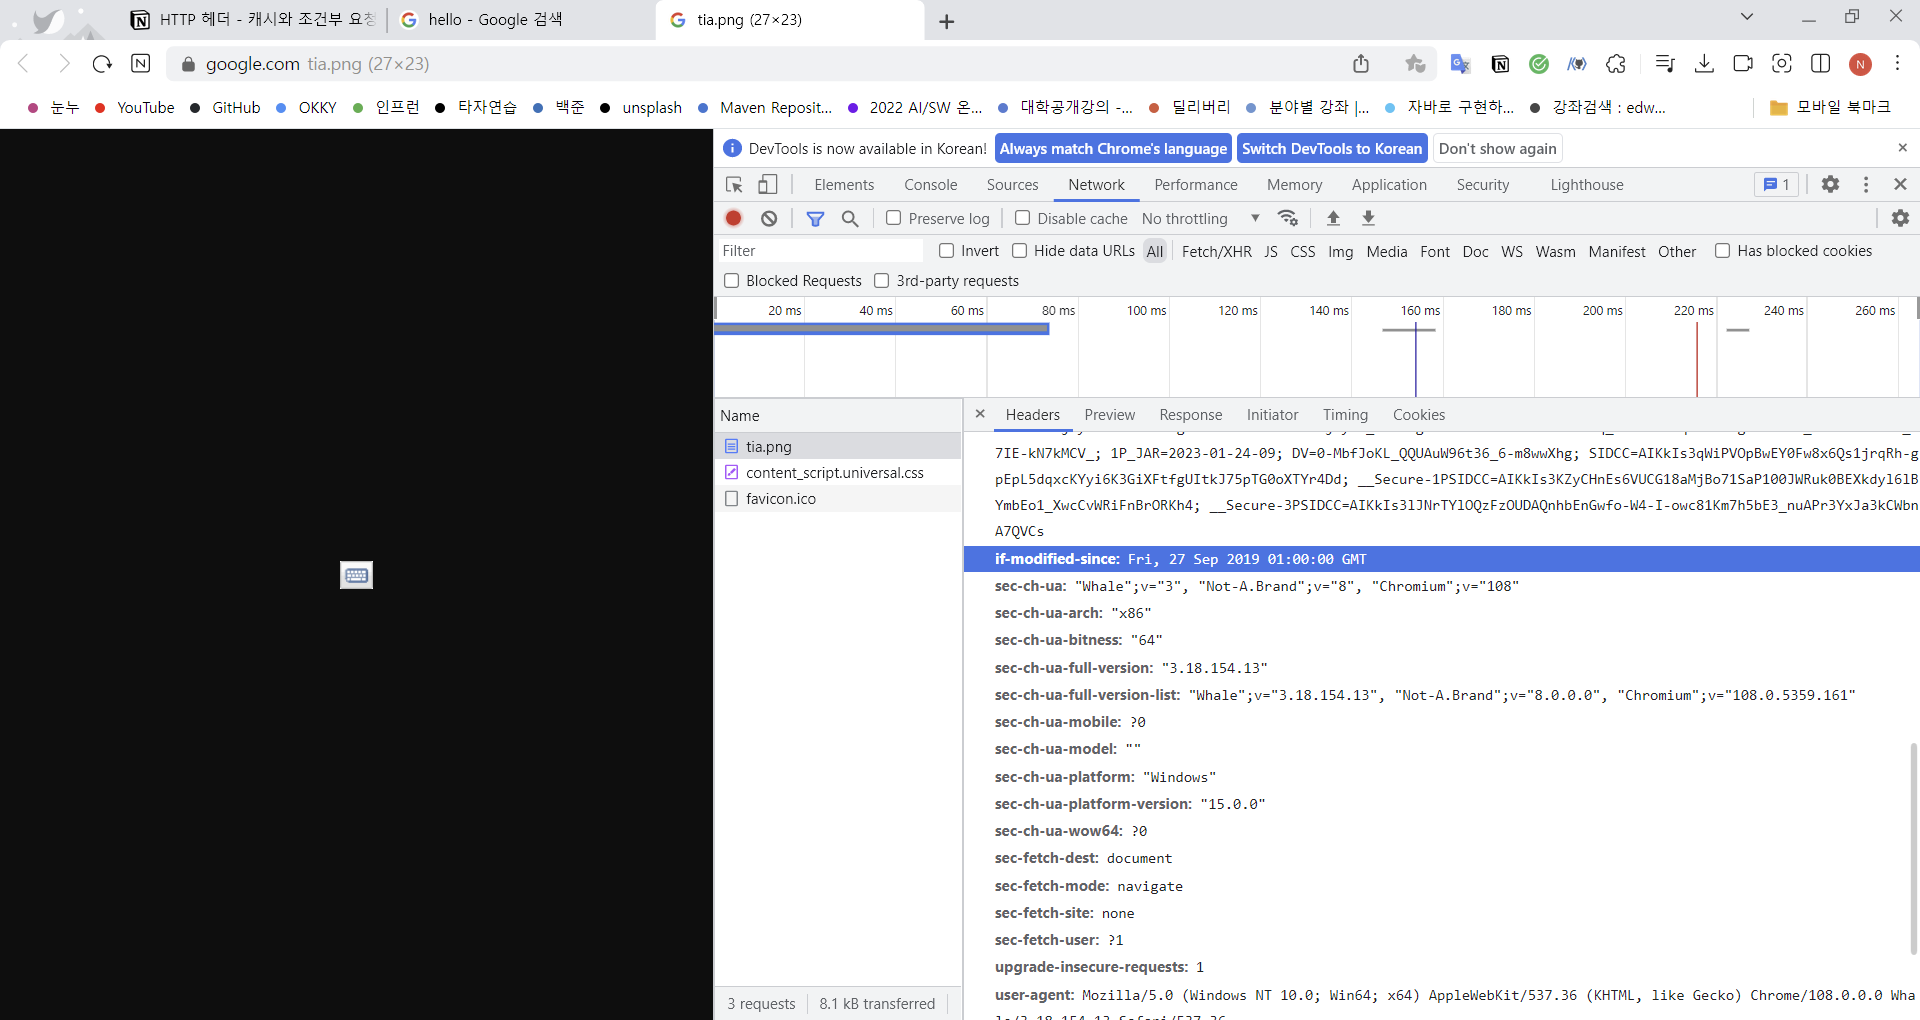 HTTP 헤더 - 캐시와 조건부 요청
hello - Google 검색
tia.png (27×23)
google.com tia.png (27×23)
눈누 YouTube GitHub OKKY 인프런 타자연습 백준 unsplash Maven Reposit... 2022 AI/SW 온... 대학공개강의 -... 딜리버리 분야별 강좌 |... 자바로 구현하... 강좌검색 : edw... 모바일 북마크
DevTools is now available in Korean! Always match Chrome's language Switch DevTools to Korean Don't show again
Elements Console Sources Network Performance Memory Application Security Lighthouse 1
Preserve log Disable cache No throttling
Filter Invert Hide data URLs All Fetch/XHR JS CSS Img Media Font Doc WS Wasm Manifest Other Has blocked cookies
Blocked Requests 3rd-party requests
20 ms 40 ms 60 ms 80 ms 100 ms 120 ms 140 ms 160 ms 180 ms 200 ms 220 ms 240 ms 260 ms
Name
tia.png
content_script.universal.css
favicon.ico
3 requests 8.1 kB transferred
Headers Preview Response Initiator Timing Cookies
7IE-kN7kMCV_; 1P_JAR=2023-01-24-09; DV=0-MbfJoKL_QQUAuW96t36_6-m8wwXhg; SIDCC=AIKkIs3qWiPVOpBwEY0Fw8x6Qs1jrqRh-g
pEpL5dqxcKYyi6K3GiXFtfgUItkJ75pTG0oXTYr4Dd; __Secure-1PSIDCC=AIKkIs3KZyCHnEs6VUCG18aMjBo71SaP100JWRuk0BEXkdyl6lB
YmbEo1_XwcCvWRiFnBrORKh4; __Secure-3PSIDCC=AIKkIs3lJNrTYlOQzFzOUDAQnhbEnGwfo-W4-I-owc81Km7h5bE3_nuAPr3YxJa3kCWbn
A7QVCs
if-modified-since: Fri, 27 Sep 2019 01:00:00 GMT
sec-ch-ua: "Whale";v="3", "Not-A.Brand";v="8", "Chromium";v="108"
sec-ch-ua-arch: "x86"
sec-ch-ua-bitness: "64"
sec-ch-ua-full-version: "3.18.154.13"
sec-ch-ua-full-version-list: "Whale";v="3.18.154.13", "Not-A.Brand";v="8.0.0.0", "Chromium";v="108.0.5359.161"
sec-ch-ua-mobile: ?0
sec-ch-ua-model: ""
sec-ch-ua-platform: "Windows"
sec-ch-ua-platform-version: "15.0.0"
sec-ch-ua-wow64: ?0
sec-fetch-dest: document
sec-fetch-mode: navigate
sec-fetch-site: none
sec-fetch-user: ?1
upgrade-insecure-requests: 1
user-agent: Mozilla/5.0 (Windows NT 10.0; Win64; x64) AppleWebKit/537.36 (KHTML, like Gecko) Chrome/108.0.0.0 Wha
le/3.18.154.13 Safari/537.36